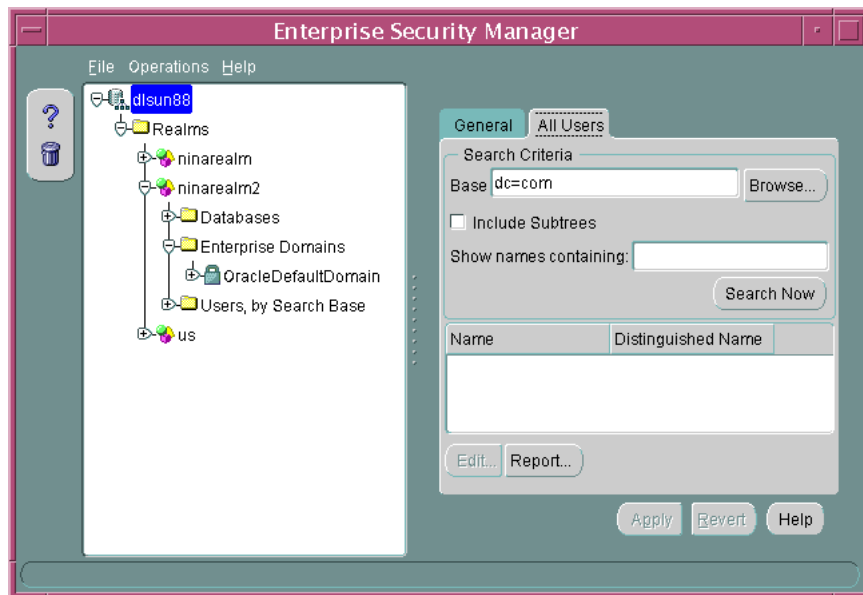 Enterprise Security Manager
File Operations Help
dlsun88
Realms
ninarealm
ninarealm2
Databases
Enterprise Domains
OracleDefaultDomain
Users, by Search Base
us
General All Users
Search Criteria
Base dc=com Browse...
Include Subtrees
Show names containing:
Search Now
Name Distinguished Name
Edit... Report...
Apply Revert Help